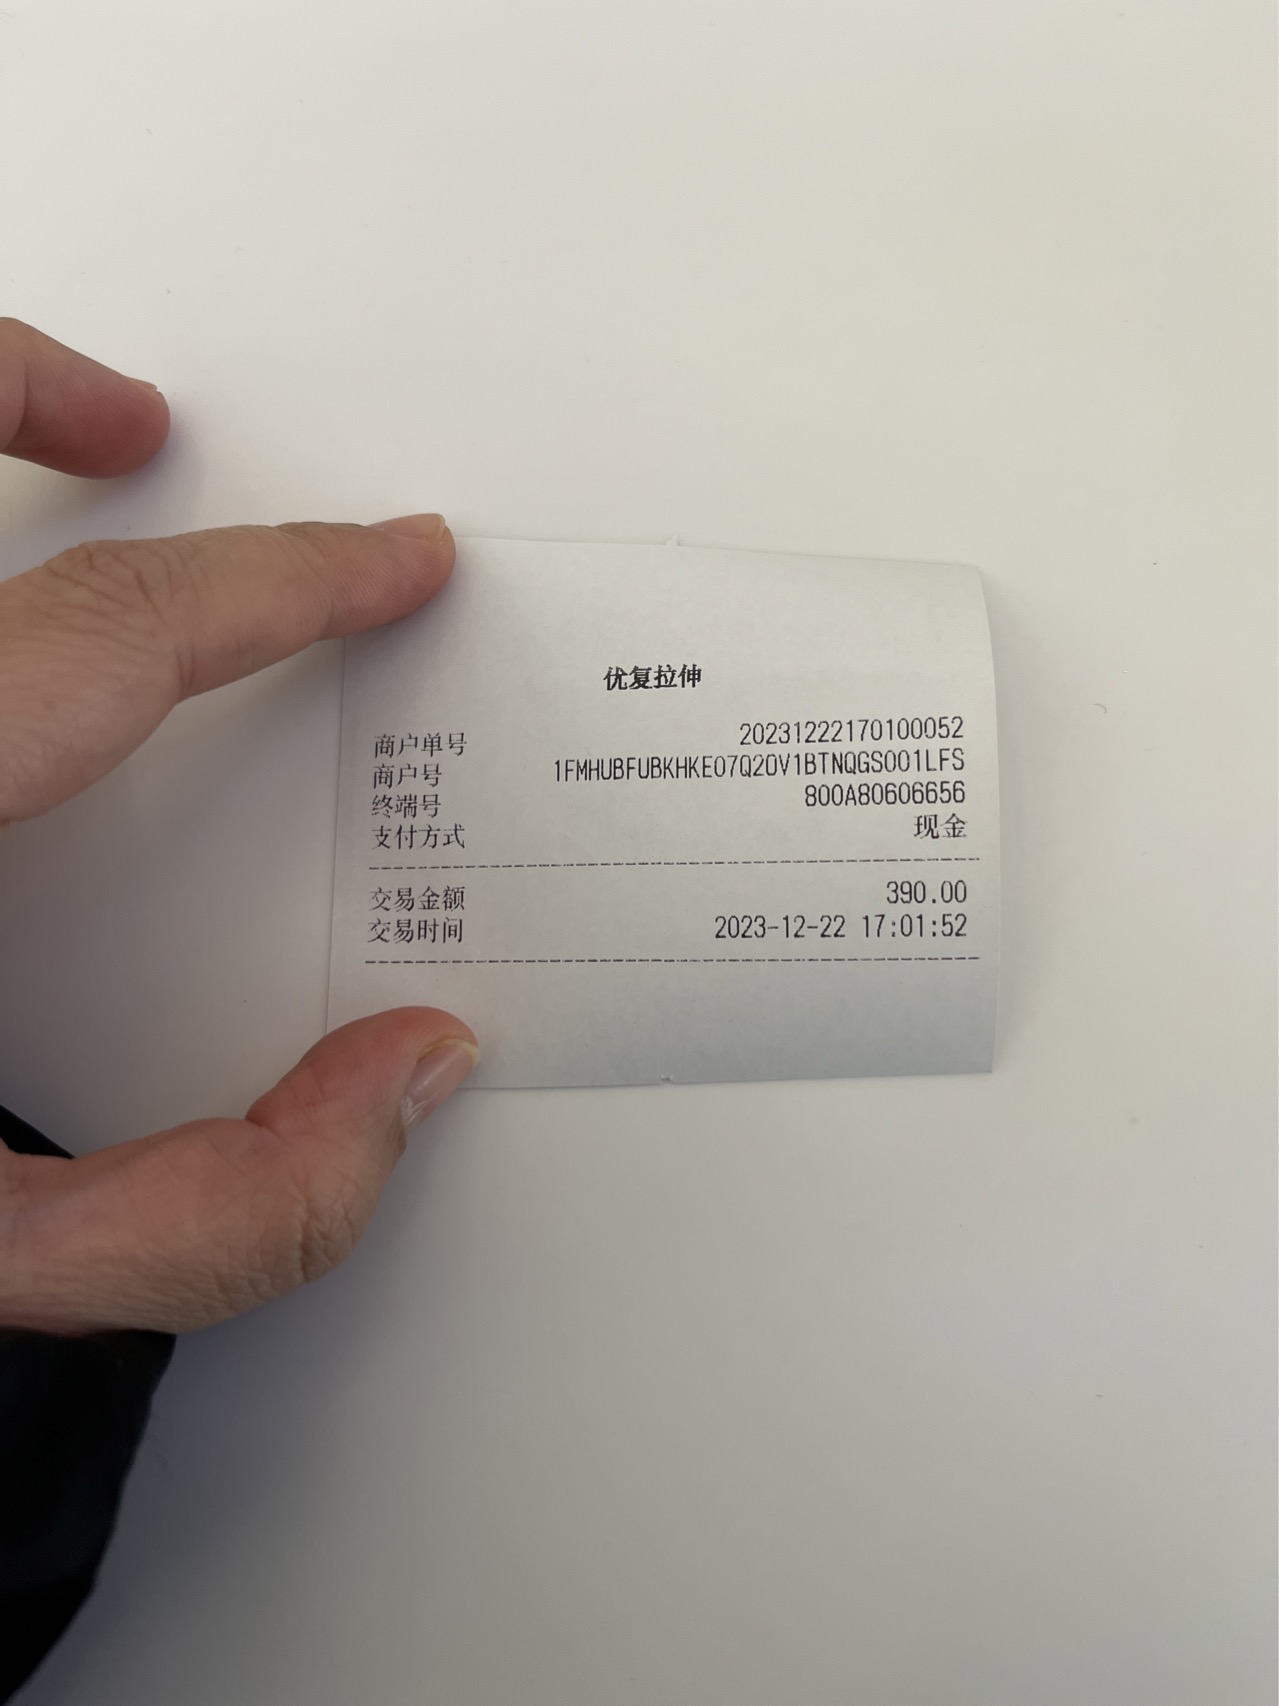 优复拉伸
商户单号 20231222170100052
商户号 1FMHUBFUBKHKE07Q20V1BTNQGS001LFS
终端号 800A80606656
支付方式 现金
交易金额 390.00
交易时间 2023-12-22 17:01:52